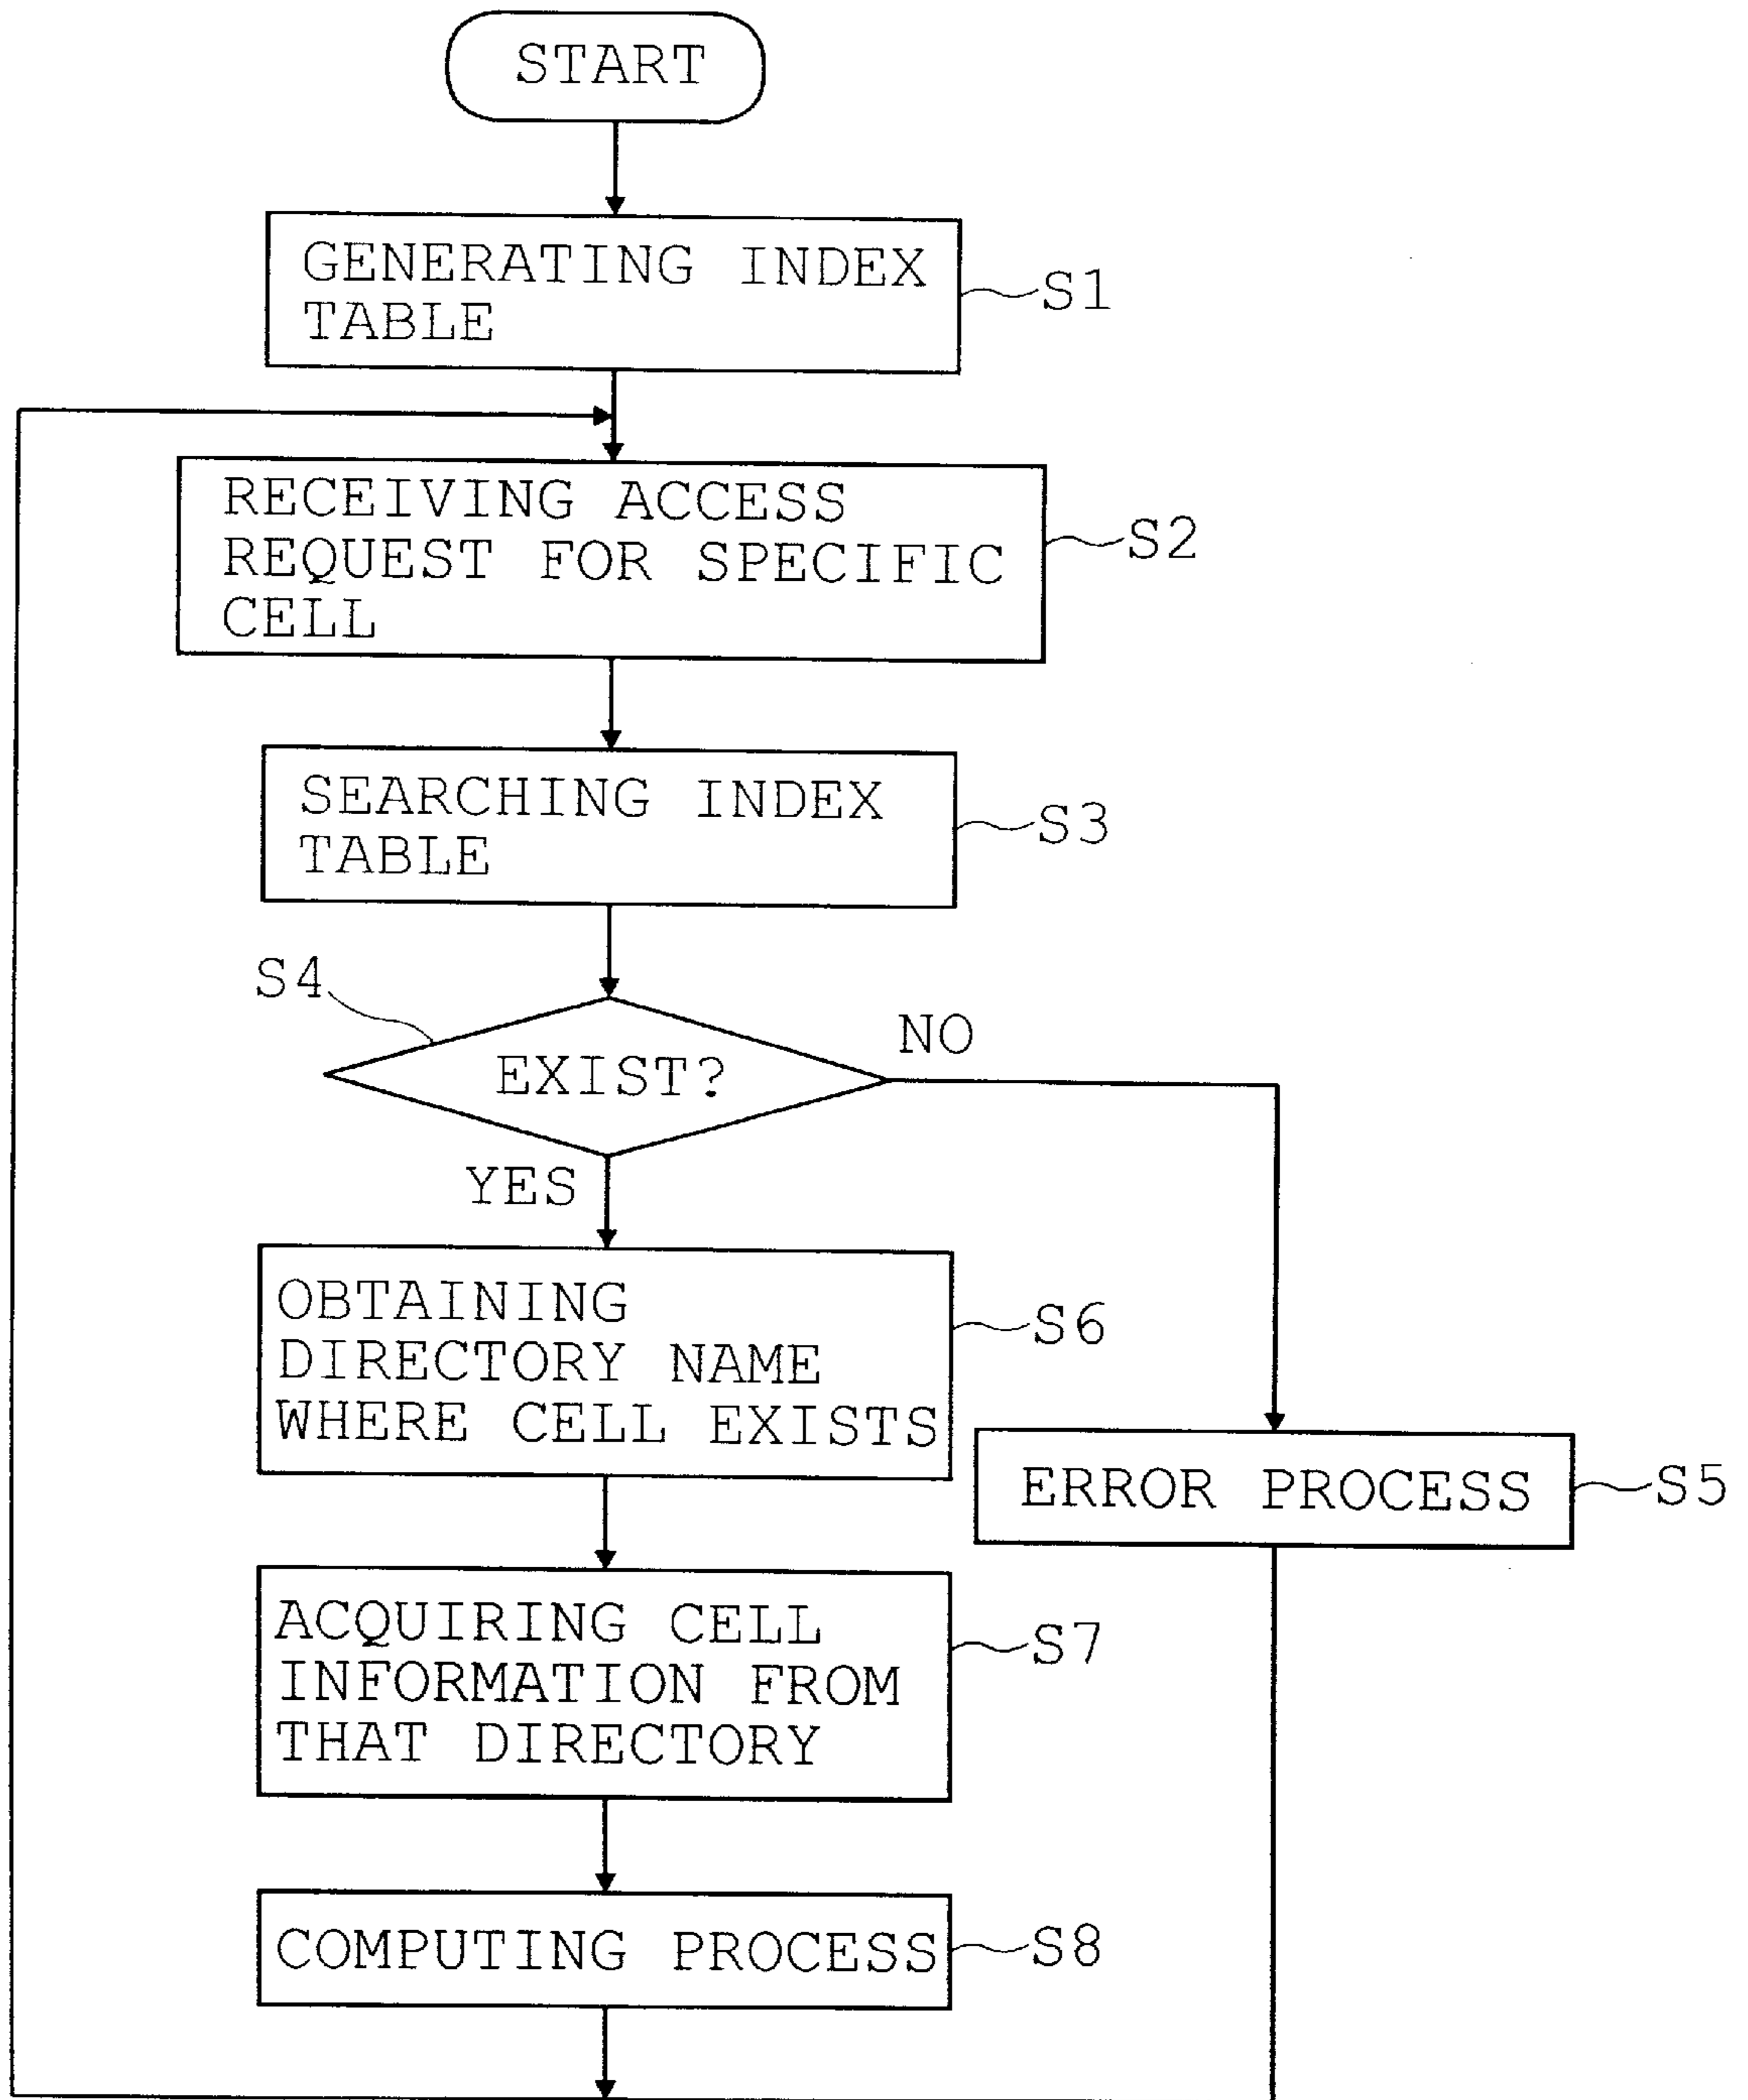 START
GENERATING INDEX
TABLE
S1
RECEIVING ACCESS
REQUEST FOR SPECIFIC
CELL
S2
SEARCHING INDEX
TABLE
S3
S4
EXIST?
NO
YES
OBTAINING
DIRECTORY NAME
WHERE CELL EXISTS
S6
ERROR PROCESS
S5
ACQUIRING CELL
INFORMATION FROM
THAT DIRECTORY
S7
COMPUTING PROCESS
S8